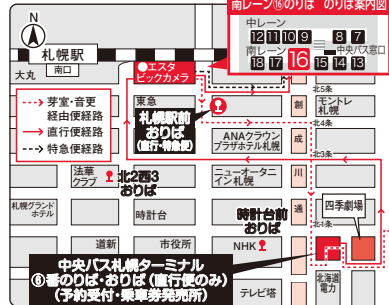 南レーン⑯のりば のりば案内図
中レーン
12 11 10 9 8 7
南レーン
中央バス窓口
18 17 16 15 14 13
N
札幌駅
南口
大丸
●エスタ
ビックカメラ
芽室・音更
経由便経路
直行便経路
特急便経路
東急
札幌駅前
おりば
(直行・特急便)
北5条
創
モントレ
札幌
北4条
ANAクラウン
プラザホテル札幌
成
北3条
法華
クラブ
北2西3
おりば
ニューオータニ
イン札幌
川
札幌グランド
ホテル
時計台
時計台前
おりば
通
四季劇場
北1条
道新
市役所
NHK
中央バス札幌ターミナル
⑥番のりば・おりば(直行便のみ)
(予約受付・乗車券発売所)
テレビ塔
北海道
電力